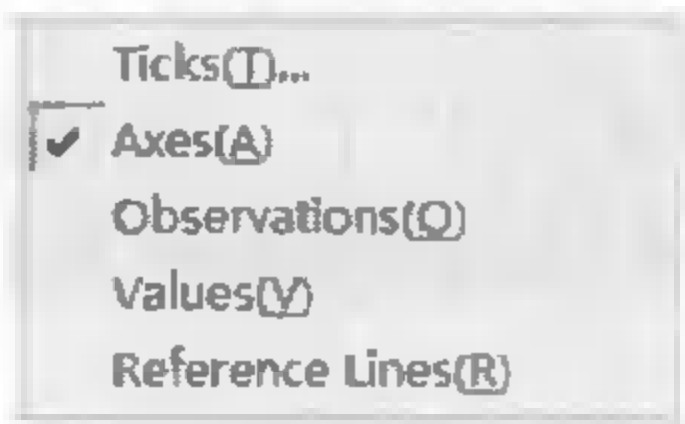 Ticks(T)...
Axes(A)
Observations(O)
Values(V)
Reference Lines(R)